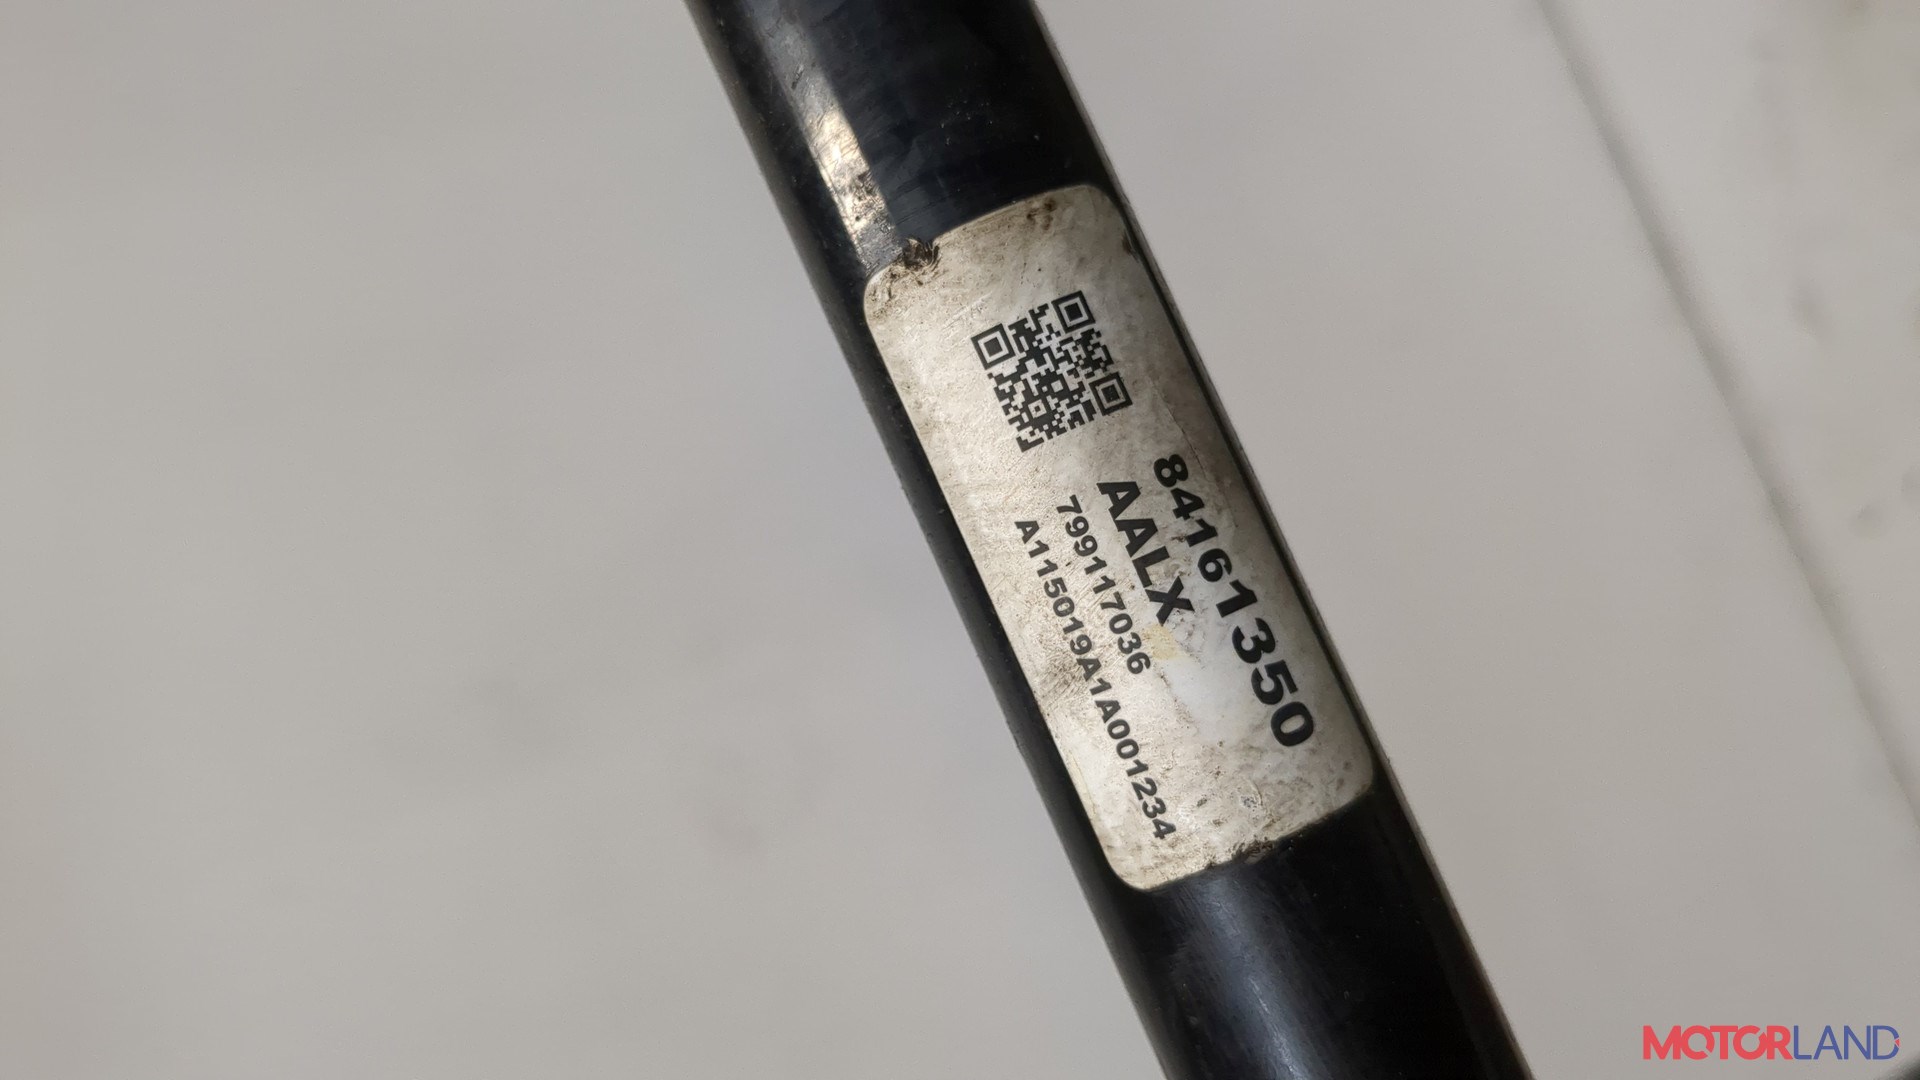 84161350
AALX
799117036
A115019A1A001234
MOTORLAND